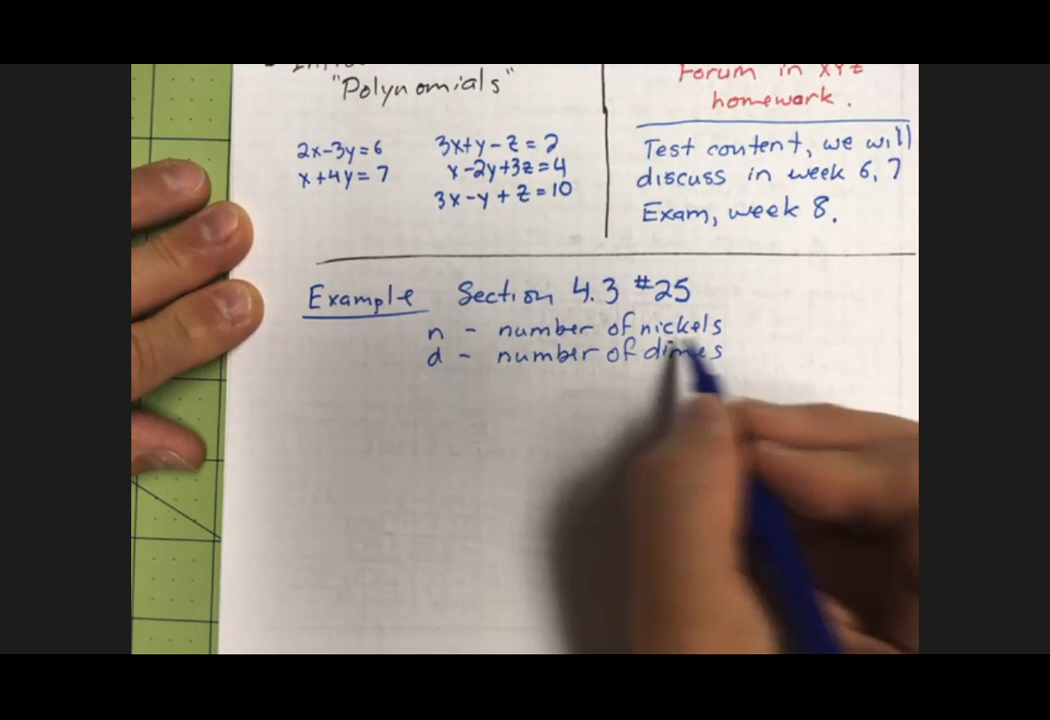 "Polynomials"
2x-3y=6
x+4y=7
3x+y-z=2
x-2y+3z=4
3x-y+z=10
Forum in XYZ
homework.
Test content, we will
discuss in week 6, 7
Exam, week 8.
Example Section 4.3 #25
n - number of nickels
d - number of dimes